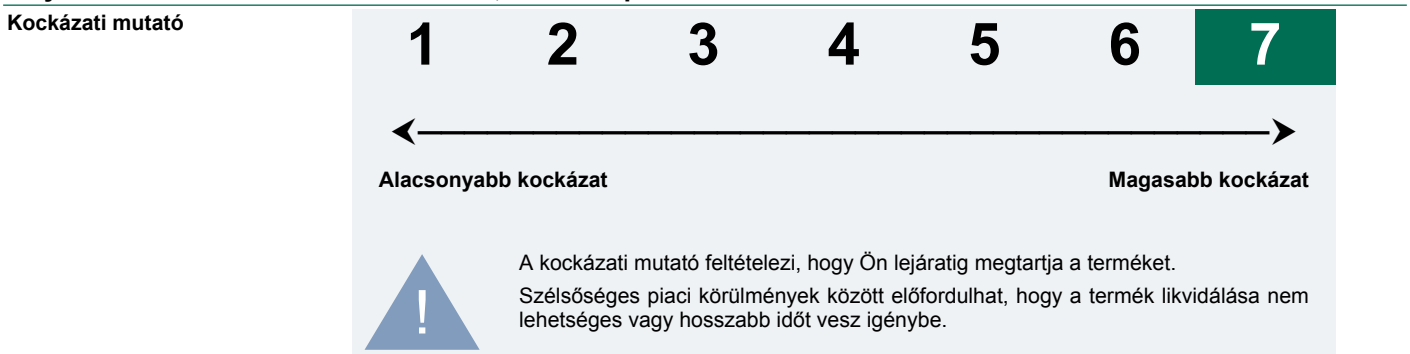 Kockázati mutató
1 2 3 4 5 6 7
Alacsonyabb kockázat Magasabb kockázat
!
A kockázati mutató feltételezi, hogy Ön lejáratig megtartja a terméket.
Szélsőséges piaci körülmények között előfordulhat, hogy a termék likvidálása nem
lehetséges vagy hosszabb időt vesz igénybe.